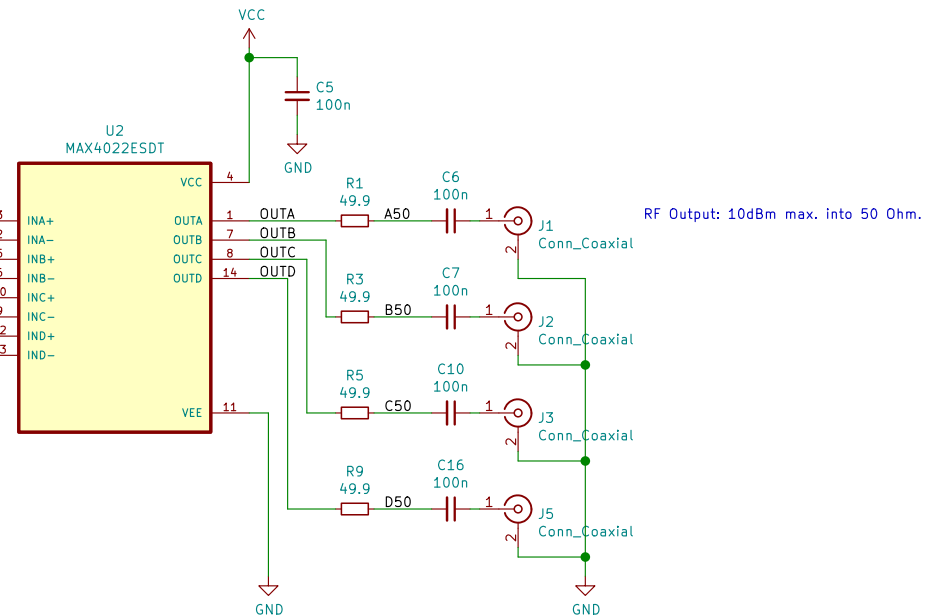 VCC
C5
100n
GND
U2
MAX4022ESDT
VCC
4
INA+
INA-
INB+
INB-
INC+
INC-
IND+
IND-
OUTA
1
OUTA
OUTB
7
OUTB
OUTC
8
OUTC
OUTD
14
OUTD
VEE
11
GND
R1
49.9
A50
C6
100n
1
2
J1
Conn_Coaxial
RF Output: 10dBm max. into 50 Ohm.
R3
49.9
B50
C7
100n
1
2
J2
Conn_Coaxial
R5
49.9
C50
C10
100n
1
2
J3
Conn_Coaxial
R9
49.9
D50
C16
100n
1
2
J5
Conn_Coaxial
GND